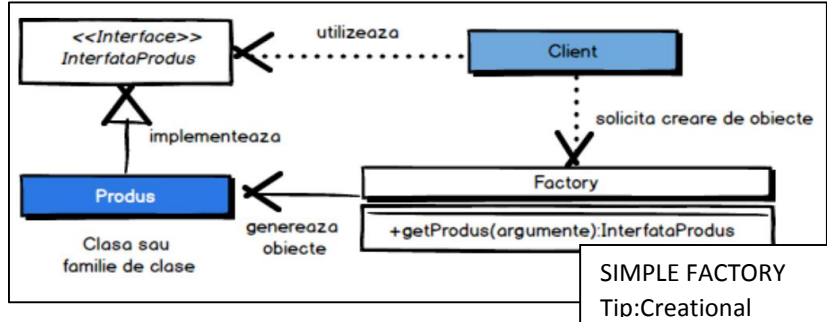 <<Interface>>
InterfataProdus
utilizeaza
Client
implementeaza
solicita creare de obiecte
Produs
Clasa sau
familie de clase
genereaza
obiecte
Factory
+getProdus(argumente):InterfataProdus
SIMPLE FACTORY
Tip:Creational